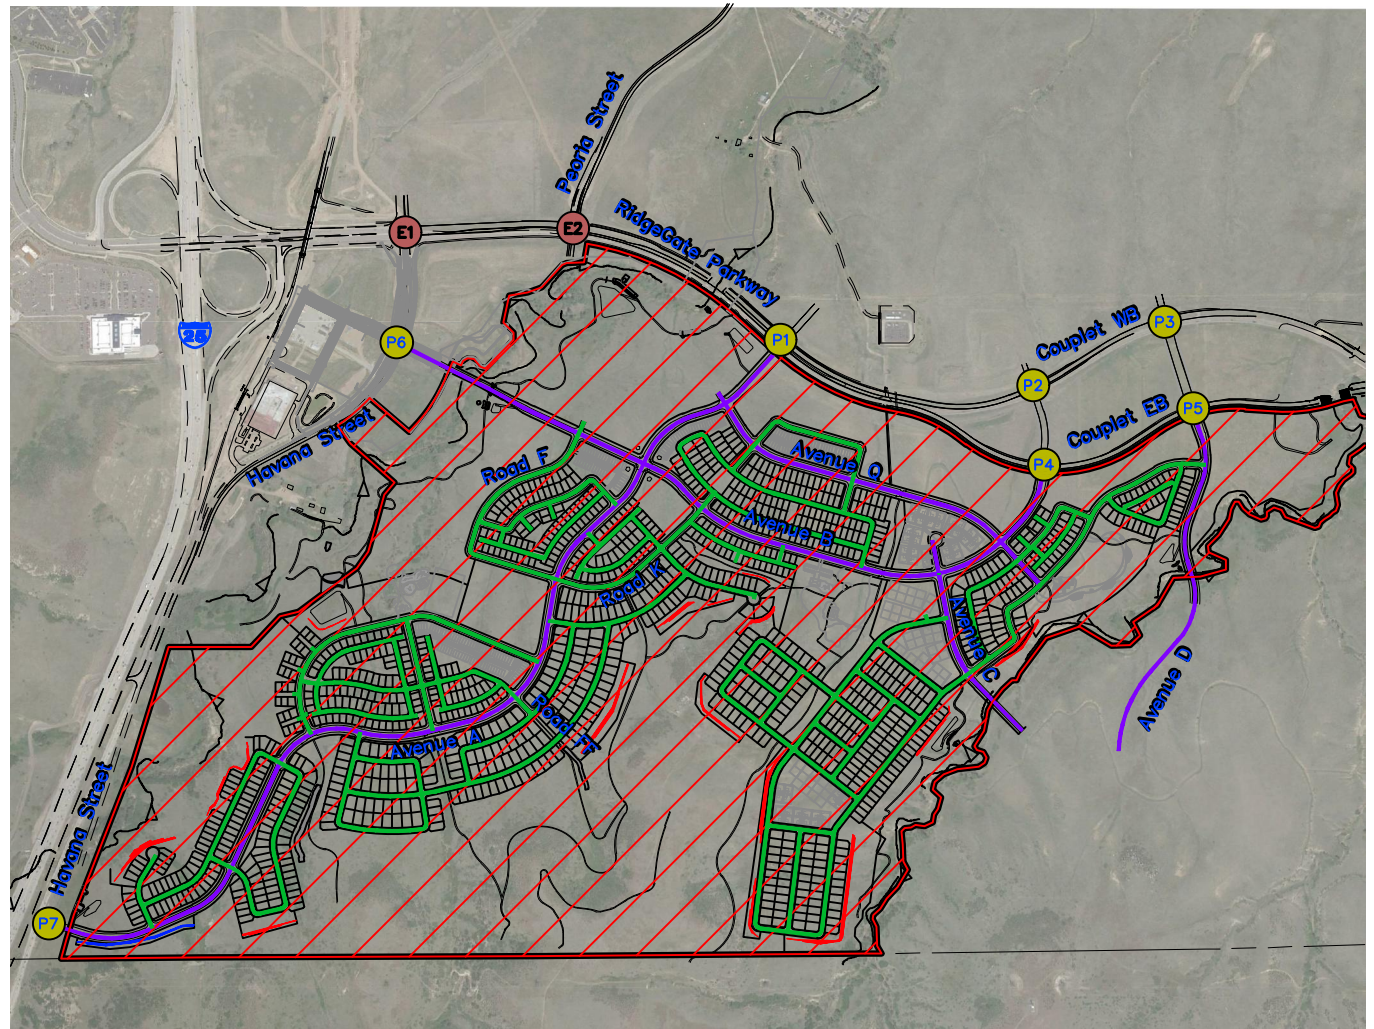 Peoria Street
RidgeGate Parkway
E1
E2
25
P6
P1
P3
Couplet WB
P2
P5
Couplet EB
P4
Havana Street
Road F
Avenue Q
Avenue B
Road K
Avenue C
Avenue D
Road FF
Avenue A
Havana Street
P7